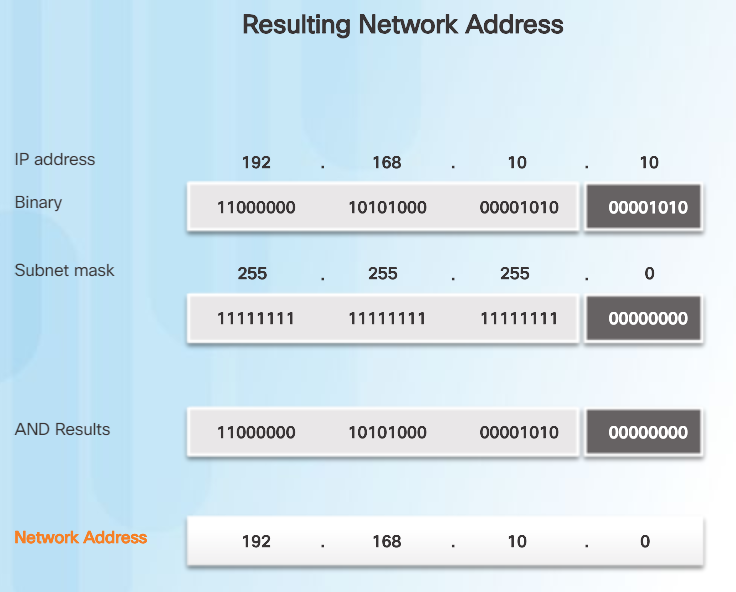 Resulting Network Address
IP address 192 . 168 . 10 . 10
Binary 11000000 10101000 00001010 00001010
Subnet mask 255 . 255 . 255 . 0
11111111 11111111 11111111 00000000
AND Results 11000000 10101000 00001010 00000000
Network Address 192 . 168 . 10 . 0